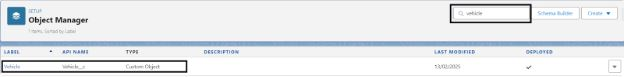 SETUP
Object Manager
1 Items, Sorted by Label
vehicle
Schema Builder
Create
LABEL API NAME TYPE DESCRIPTION LAST MODIFIED DEPLOYED
Vehicle Vehicle__c Custom Object 13/02/2025